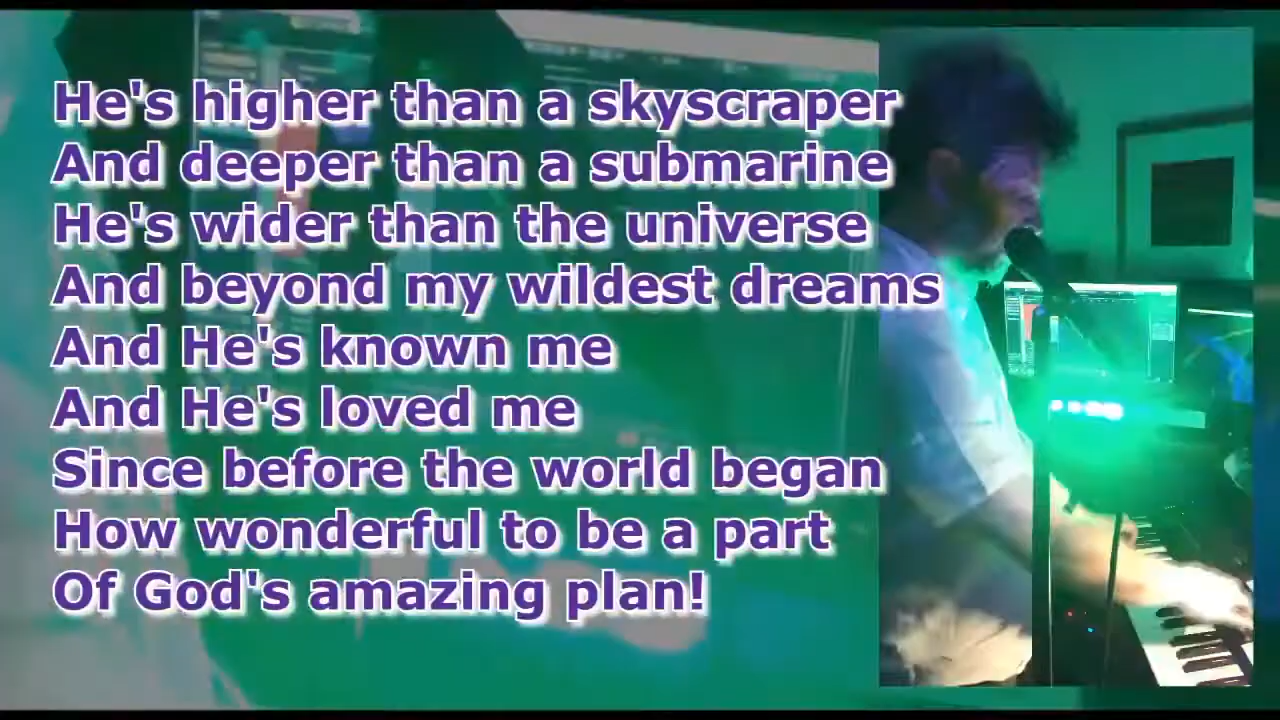 He's higher than a skyscraper
And deeper than a submarine
He's wider than the universe
And beyond my wildest dreams
And He's known me
And He's loved me
Since before the world began
How wonderful to be a part
Of God's amazing plan!